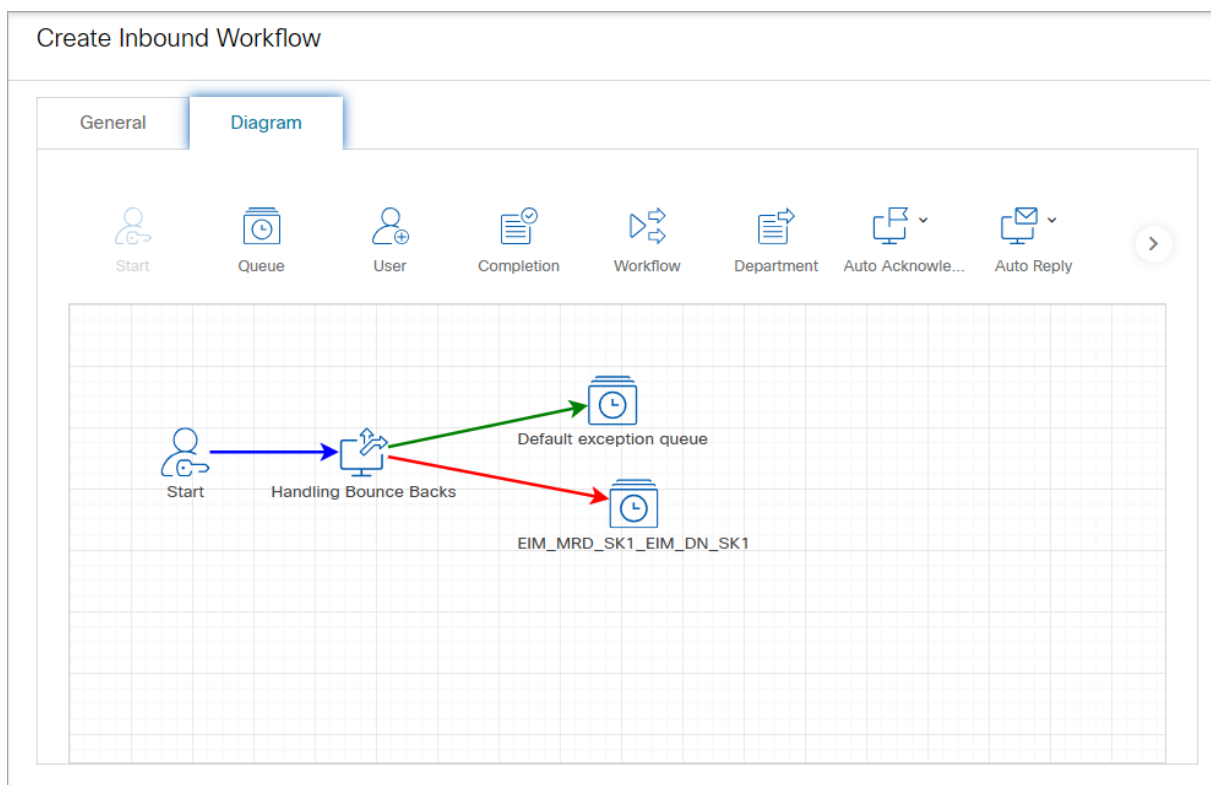 Create Inbound Workflow
General
Diagram
Start
Queue
User
Completion
Workflow
Department
Auto Acknowle...
Auto Reply
Default exception queue
Start
Handling Bounce Backs
EIM_MRD_SK1_EIM_DN_SK1